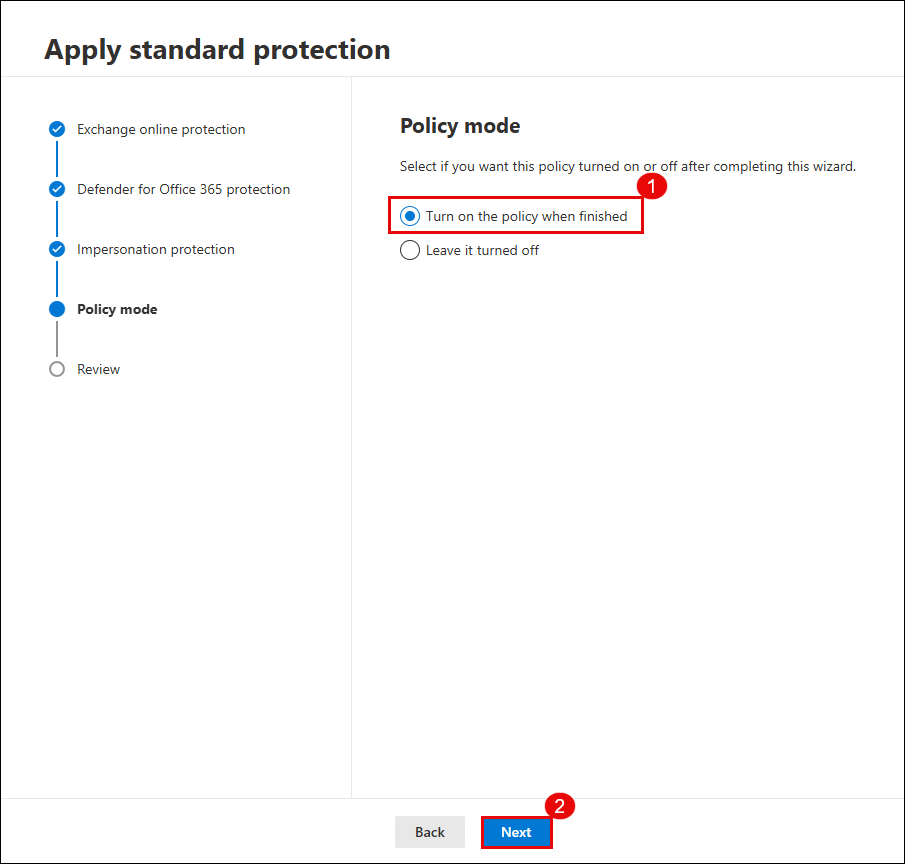 Apply standard protection
Exchange online protection
Defender for Office 365 protection
Impersonation protection
Policy mode
Review
Policy mode
Select if you want this policy turned on or off after completing this wizard.
1
Turn on the policy when finished
Leave it turned off
2
Back
Next